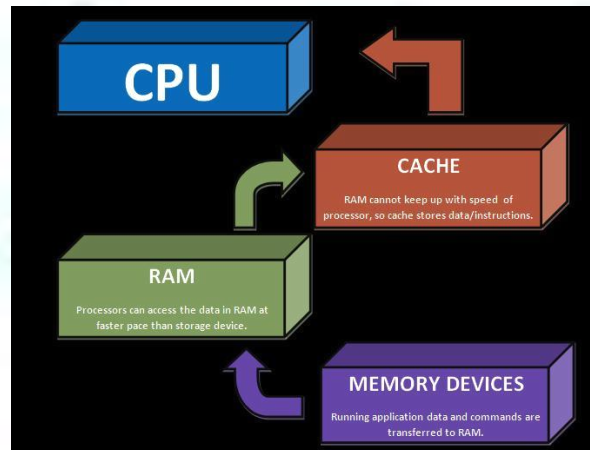 CPU
CACHE
RAM cannot keep up with speed of
processor, so cache stores data/instructions.
RAM
Processors can access the data in RAM at
faster pace than storage device.
MEMORY DEVICES
Running application data and commands are
transferred to RAM.